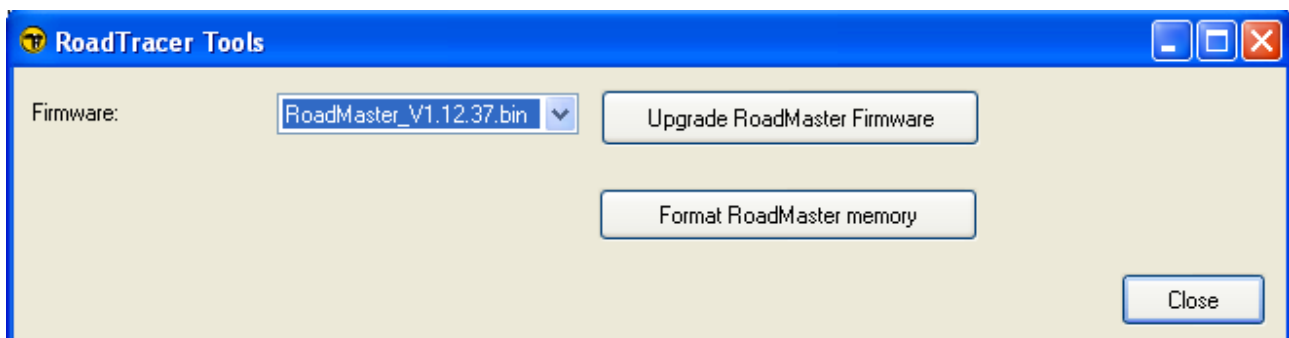 RoadTracer Tools
Firmware: RoadMaster_V1.12.37.bin Upgrade RoadMaster Firmware
Format RoadMaster memory
Close